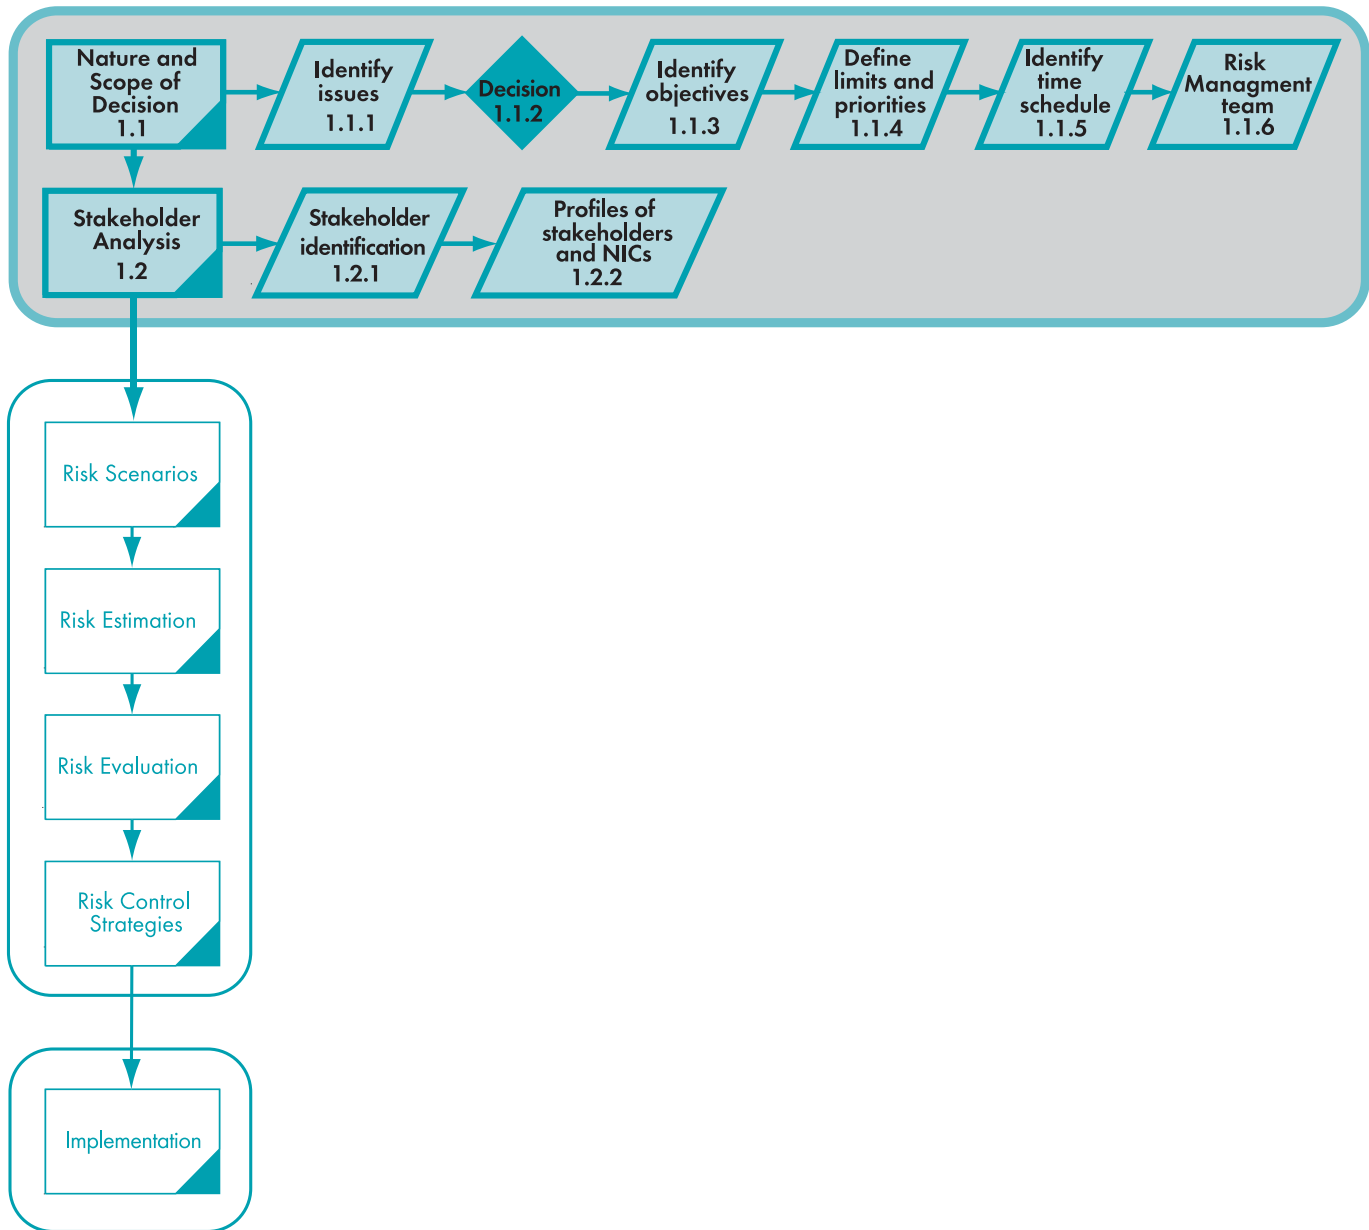 Nature and
Scope of
Decision
1.1
Identify
issues
1.1.1
Decision
1.1.2
Identify
objectives
1.1.3
Define
limits and
priorities
1.1.4
Identify
time
schedule
1.1.5
Risk
Managment
team
1.1.6
Stakeholder
Analysis
1.2
Stakeholder
identification
1.2.1
Profiles of
stakeholders
and NICs
1.2.2
Risk Scenarios
Risk Estimation
Risk Evaluation
Risk Control
Strategies
Implementation